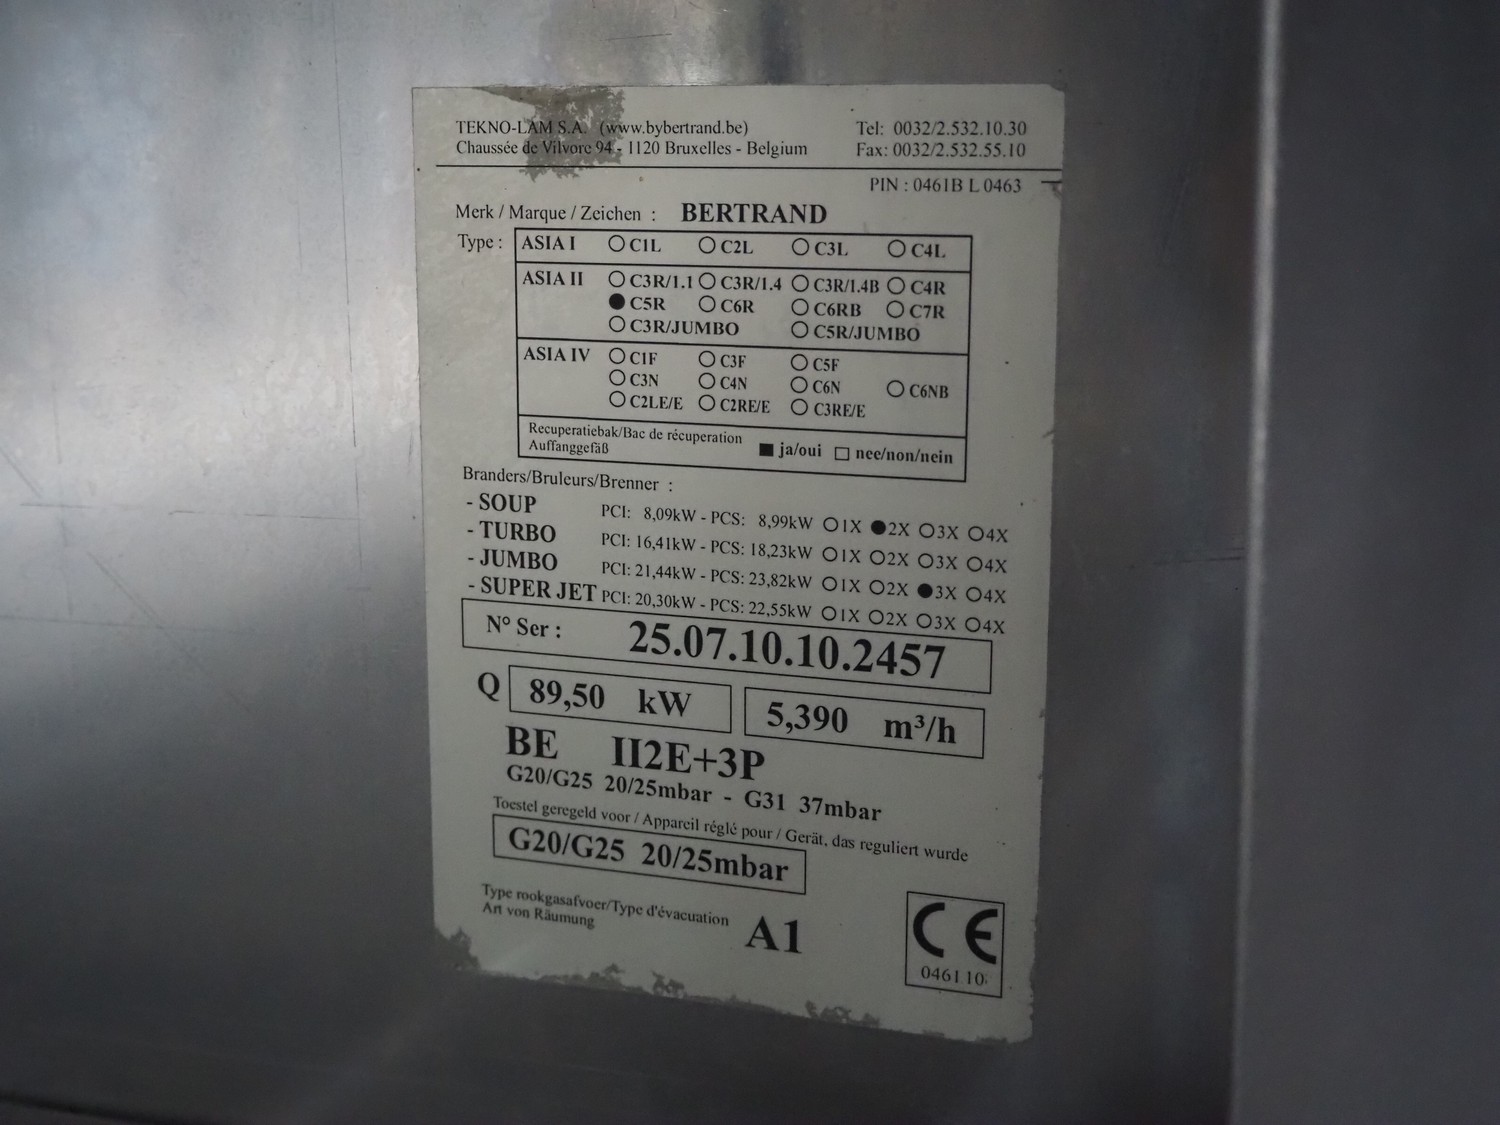 TEKNO-LAM S.A. (www.bybertrand.be) Tel: 0032/2.532.10.30
Chaussée de Vilvore 94 - 1120 Bruxelles - Belgium Fax: 0032/2.532.55.10
PIN : 0461B L 0463
Merk / Marque / Zeichen : BERTRAND
Type : ASIA I ○ C1L ○ C2L ○ C3L ○ C4L
ASIA II ○ C3R/1.1 ○ C3R/1.4 ○ C3R/1.4B ○ C4R
● C5R ○ C6R ○ C6RB ○ C7R
○ C3R/JUMBO ○ C5R/JUMBO
ASIA IV ○ C1F ○ C3F ○ C5F
○ C3N ○ C4N ○ C6N ○ C6NB
○ C2LE/E ○ C2RE/E ○ C3RE/E
Recuperatiebak/Bac de récuperation
Auffanggefäß ■ ja/oui □ nee/non/nein
Branders/Bruleurs/Brenner :
- SOUP PCI: 8,09kW - PCS: 8,99kW ○1X ●2X ○3X ○4X
- TURBO PCI: 16,41kW - PCS: 18,23kW ○1X ○2X ○3X ○4X
- JUMBO PCI: 21,44kW - PCS: 23,82kW ○1X ○2X ●3X ○4X
- SUPER JET PCI: 20,30kW - PCS: 22,55kW ○1X ○2X ○3X ○4X
N° Ser : 25.07.10.10.2457
Q 89,50 kW 5,390 m³/h
BE II2E+3P
G20/G25 20/25mbar - G31 37mbar
Toestel geregeld voor / Appareil réglé pour / Gerät, das reguliert wurde
G20/G25 20/25mbar
Type rookgasafvoer/Type d'évacuation
Art von Räumung A1
CE
0461 10